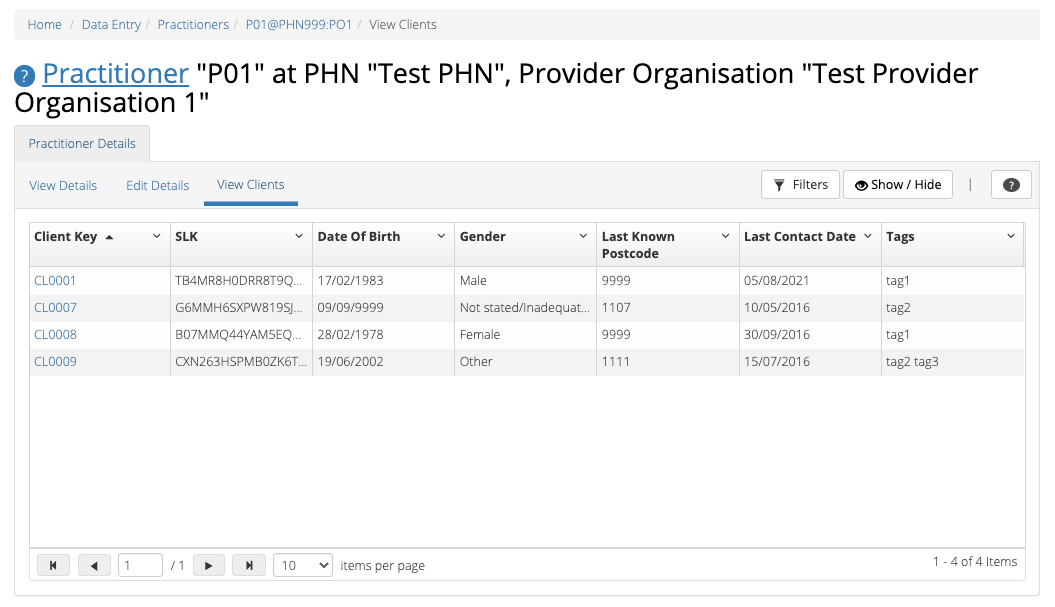 Home / Data Entry / Practitioners / P01@PHN999:PO1 / View Clients
? Practitioner "P01" at PHN "Test PHN", Provider Organisation "Test Provider
Organisation 1"
Practitioner Details
View Details Edit Details View Clients Filters Show / Hide | ?
Client Key SLK Date Of Birth Gender Last Known Postcode Last Contact Date Tags
CL0001 TB4MR8H0DRR8T9Q... 17/02/1983 Male 9999 05/08/2021 tag1
CL0007 G6MMH6SXPW819SJ... 09/09/9999 Not stated/Inadequat... 1107 10/05/2016 tag2
CL0008 B07MMQ44YAM5EQ... 28/02/1978 Female 9999 30/09/2016 tag1
CL0009 CXN263HSPMB0ZK6T... 19/06/2002 Other 1111 15/07/2016 tag2 tag3
1 / 1 10 items per page 1 - 4 of 4 Items